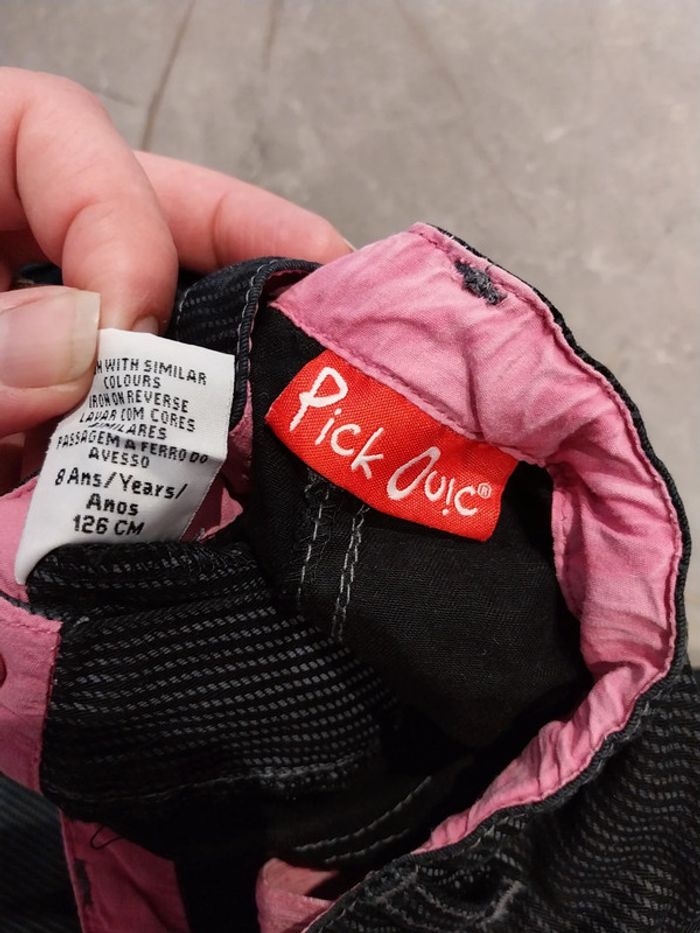 WITH SIMILAR
COLOURS
IRON ON REVERSE
LAVAR COM CORES
SIMILARES
PASSAGEM A FERRO DO
AVESSO
8 Ans/Years/
Anos
126 CM
Pick Ouic®